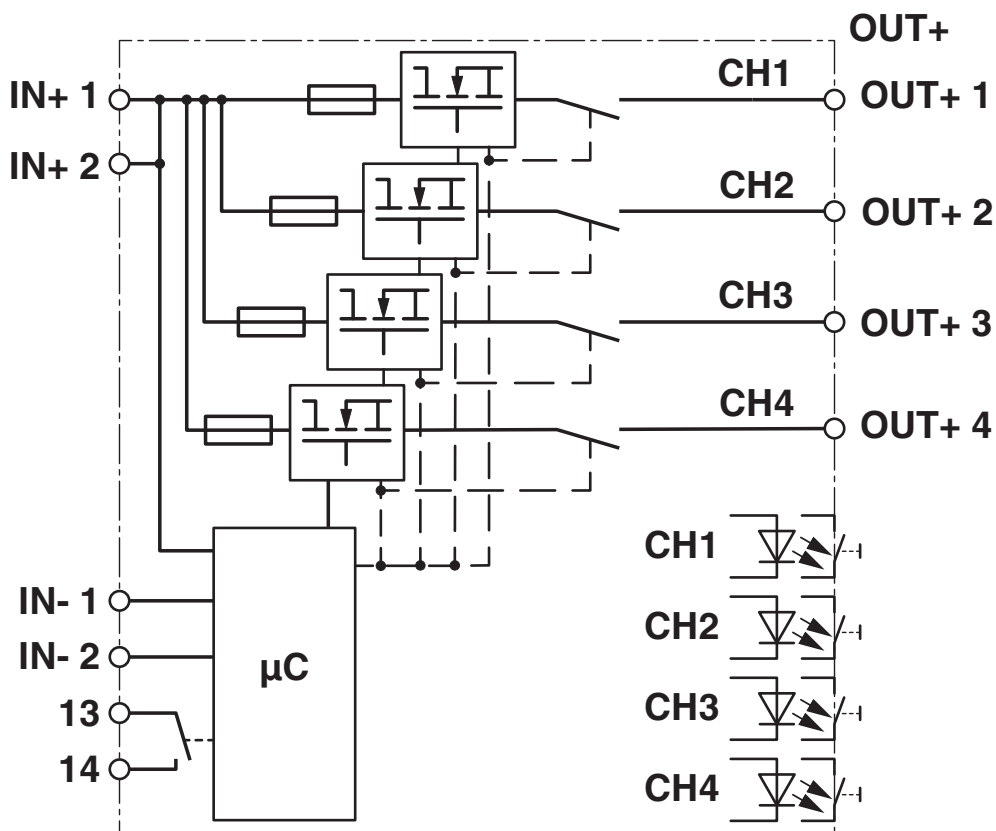 OUT+
IN+ 1
CH1
OUT+ 1
IN+ 2
CH2
OUT+ 2
CH3
OUT+ 3
CH4
OUT+ 4
CH1
IN- 1
CH2
IN- 2
µC
13
CH3
14
CH4